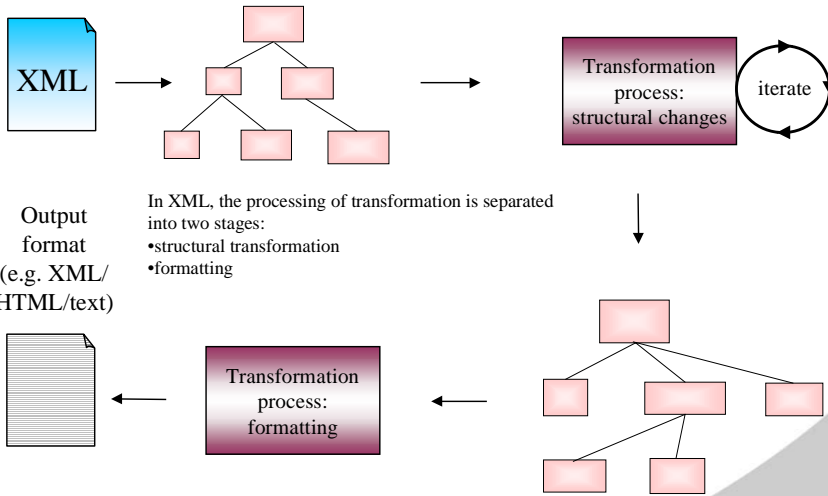 XML
Transformation
process:
structural changes
iterate
In XML, the processing of transformation is separated
into two stages:
•structural transformation
•formatting
Output
format
(e.g. XML/
HTML/text)
Transformation
process:
formatting